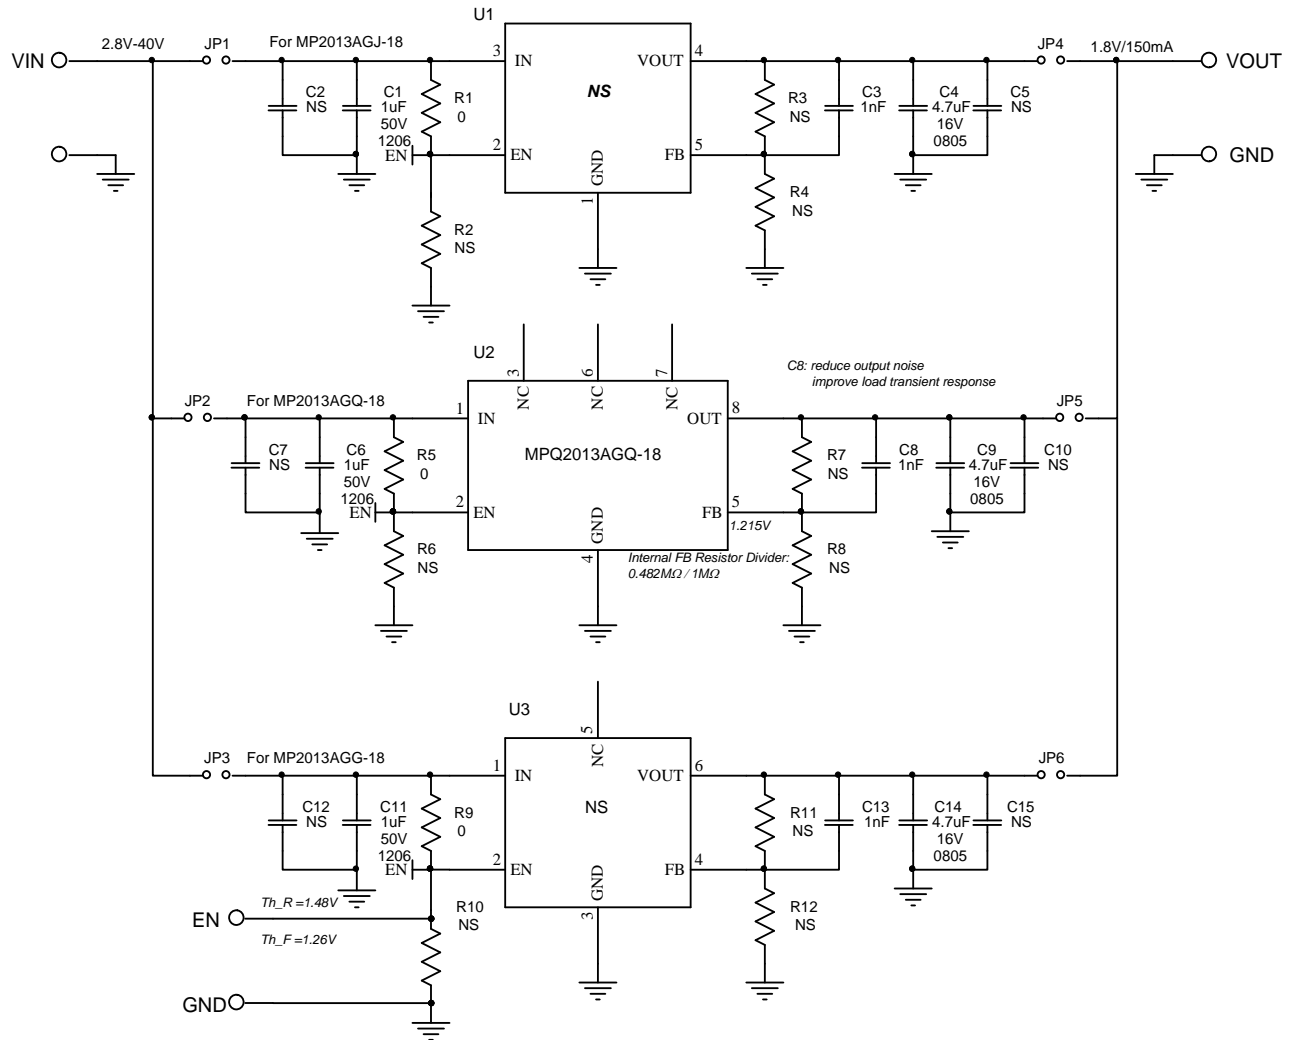 U1
VIN
2.8V-40V
JP1
For MP2013AGJ-18
3
IN
VOUT
4
JP4
1.8V/150mA
VOUT
C2
NS
C1
1uF
50V
1206
R1
0
NS
R3
NS
C3
1nF
C4
4.7uF
16V
0805
C5
NS
EN
2
EN
GND
1
FB
5
GND
R2
NS
R4
NS
U2
3
NC
6
NC
7
NC
C8: reduce output noise
improve load transient response
JP2
For MP2013AGQ-18
1
IN
OUT
8
JP5
C7
NS
C6
1uF
50V
1206
R5
0
MPQ2013AGQ-18
R7
NS
C8
1nF
C9
4.7uF
16V
0805
C10
NS
EN
2
EN
GND
4
FB
5
1.215V
R6
NS
Internal FB Resistor Divider:
0.482MΩ / 1MΩ
R8
NS
U3
5
NC
JP3
For MP2013AGG-18
1
IN
VOUT
6
JP6
C12
NS
C11
1uF
50V
1206
R9
0
NS
R11
NS
C13
1nF
C14
4.7uF
16V
0805
C15
NS
EN
2
EN
GND
3
FB
4
EN
Th_R =1.48V
Th_F =1.26V
R10
NS
R12
NS
GND